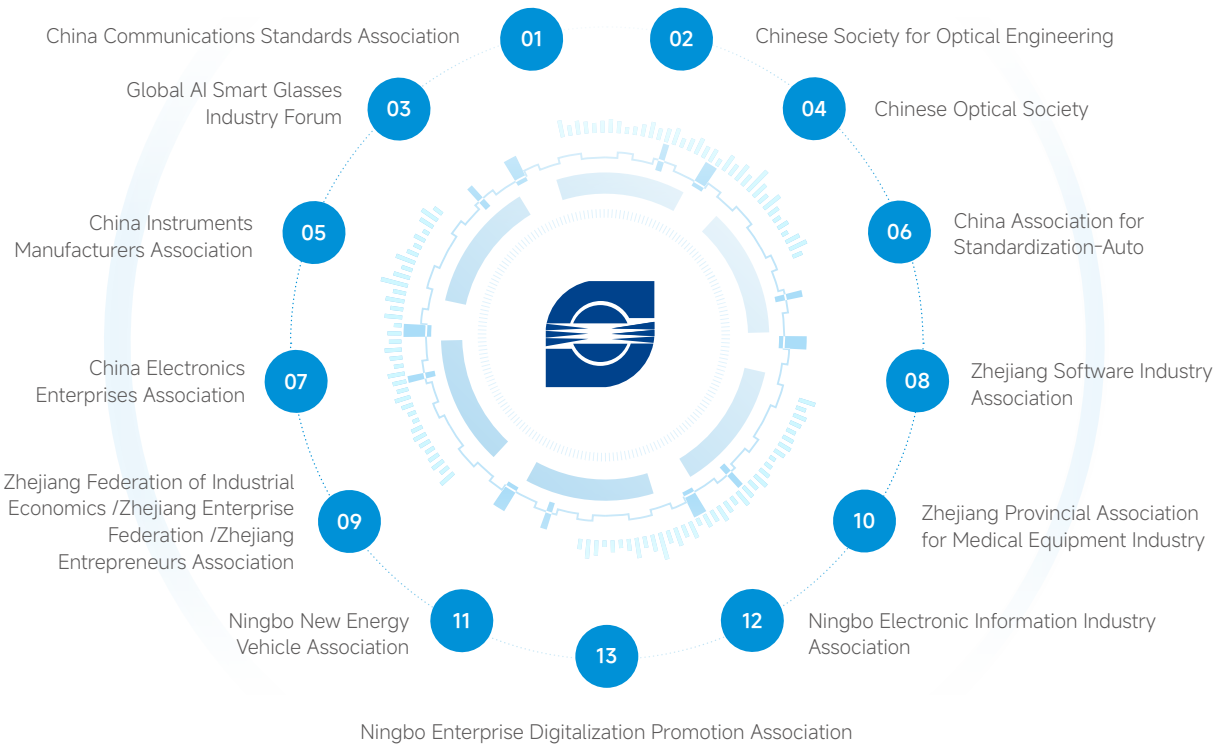 01
China Communications Standards Association
02
Chinese Society for Optical Engineering
03
Global AI Smart Glasses
Industry Forum
04
Chinese Optical Society
05
China Instruments
Manufacturers Association
06
China Association for
Standardization-Auto
07
China Electronics
Enterprises Association
08
Zhejiang Software Industry
Association
09
Zhejiang Federation of Industrial
Economics /Zhejiang Enterprise
Federation /Zhejiang
Entrepreneurs Association
10
Zhejiang Provincial Association
for Medical Equipment Industry
11
Ningbo New Energy
Vehicle Association
12
Ningbo Electronic Information Industry
Association
13
Ningbo Enterprise Digitalization Promotion Association